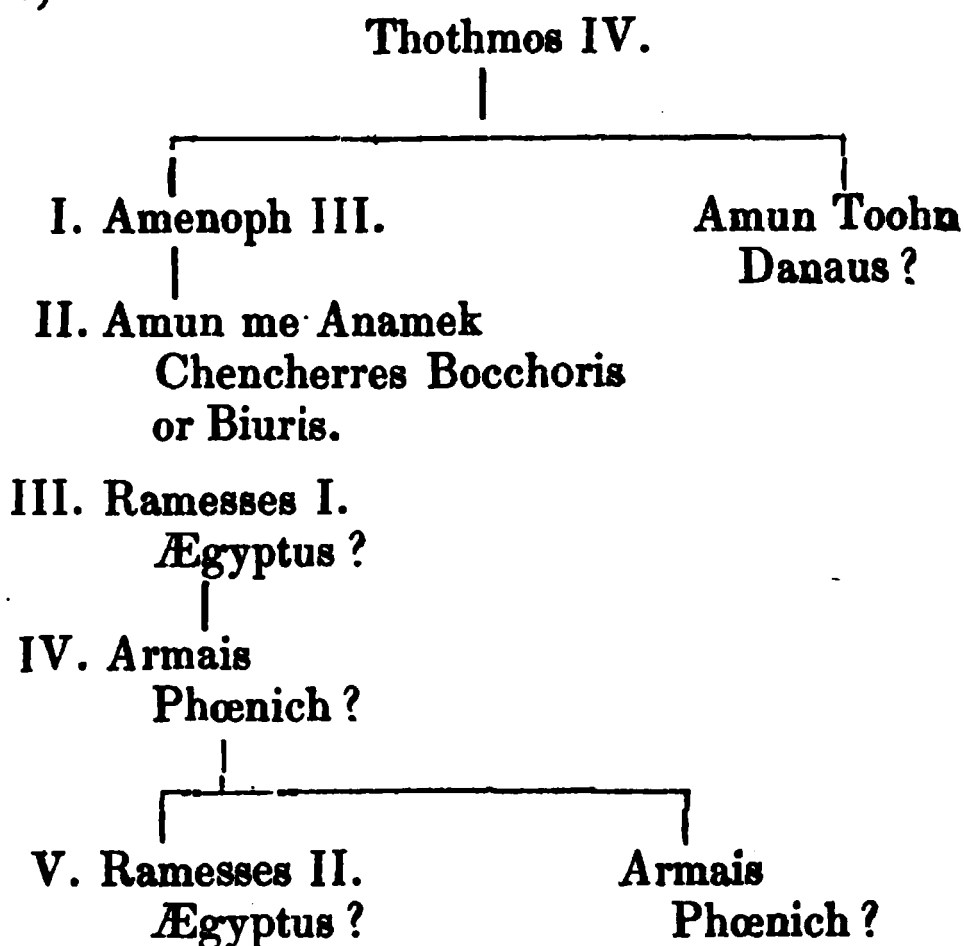 Thothmos IV.
I. Amenoph III.
Amun Toohn
Danaus ?
II. Amun me Anamek
Chencherres Bocchoris
or Biuris.
III. Ramesses I.
Ægyptus ?
IV. Armais
Phœnich ?
V. Ramesses II.
Ægyptus ?
Armais
Phœnich ?